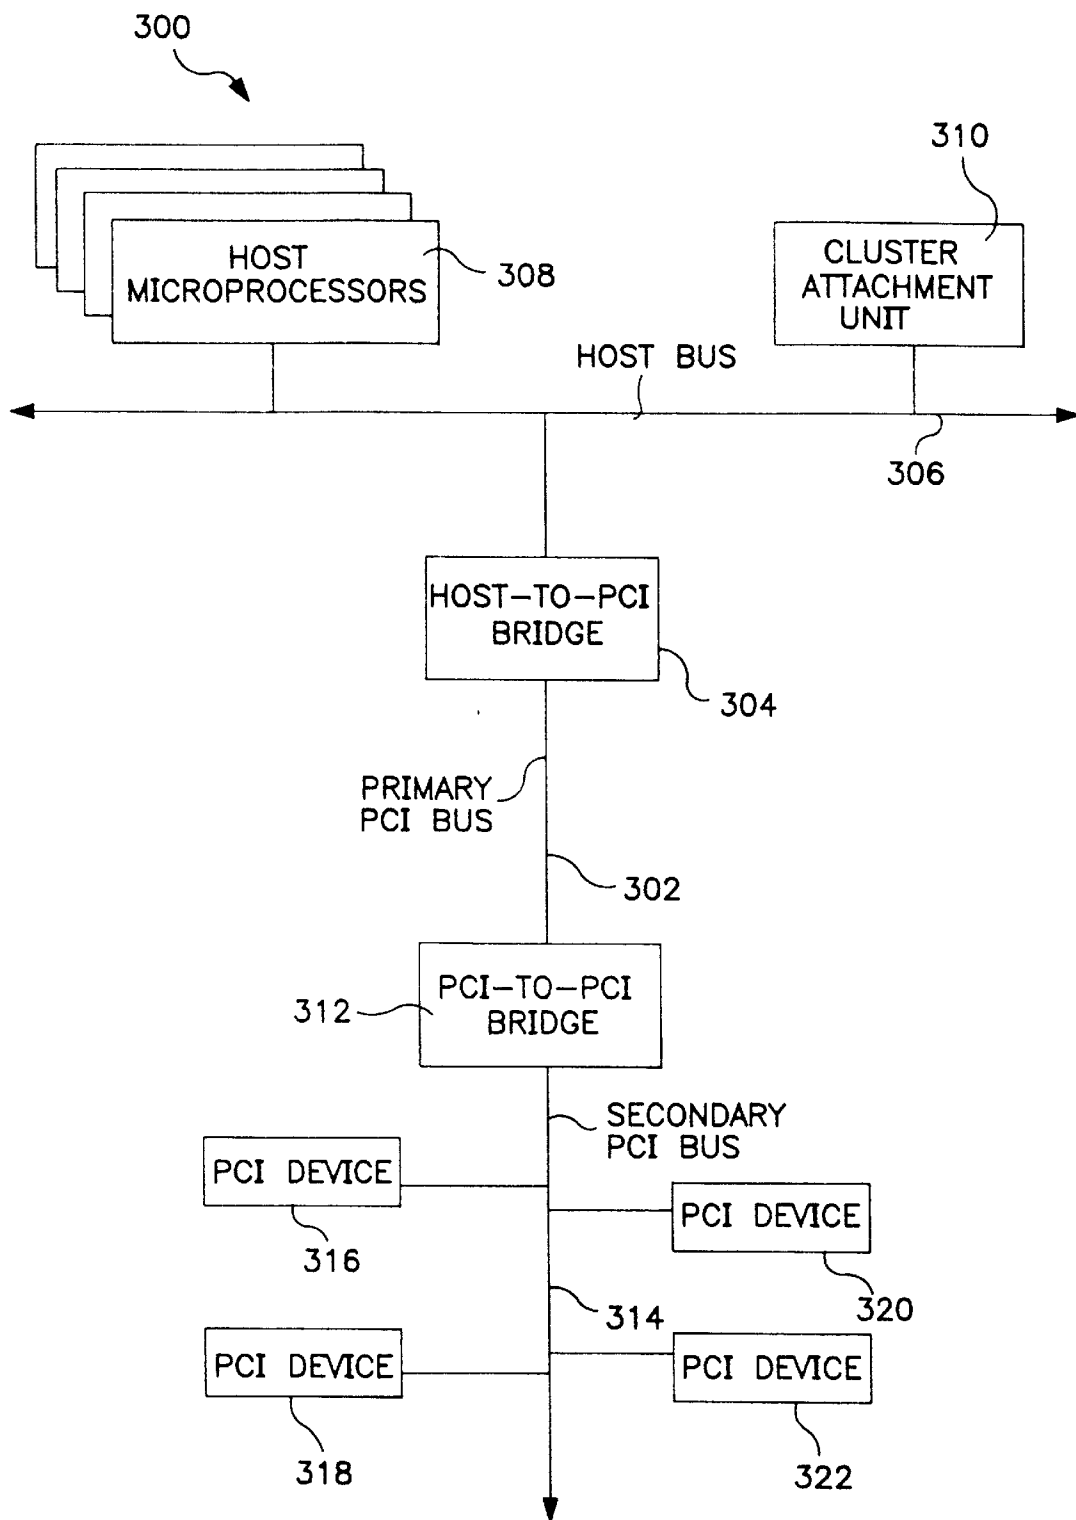 300
310
HOST
MICROPROCESSORS
308
CLUSTER
ATTACHMENT
UNIT
HOST BUS
306
HOST-TO-PCI
BRIDGE
304
PRIMARY
PCI BUS
302
PCI-TO-PCI
BRIDGE
312
SECONDARY
PCI BUS
PCI DEVICE
316
PCI DEVICE
320
314
PCI DEVICE
318
PCI DEVICE
322